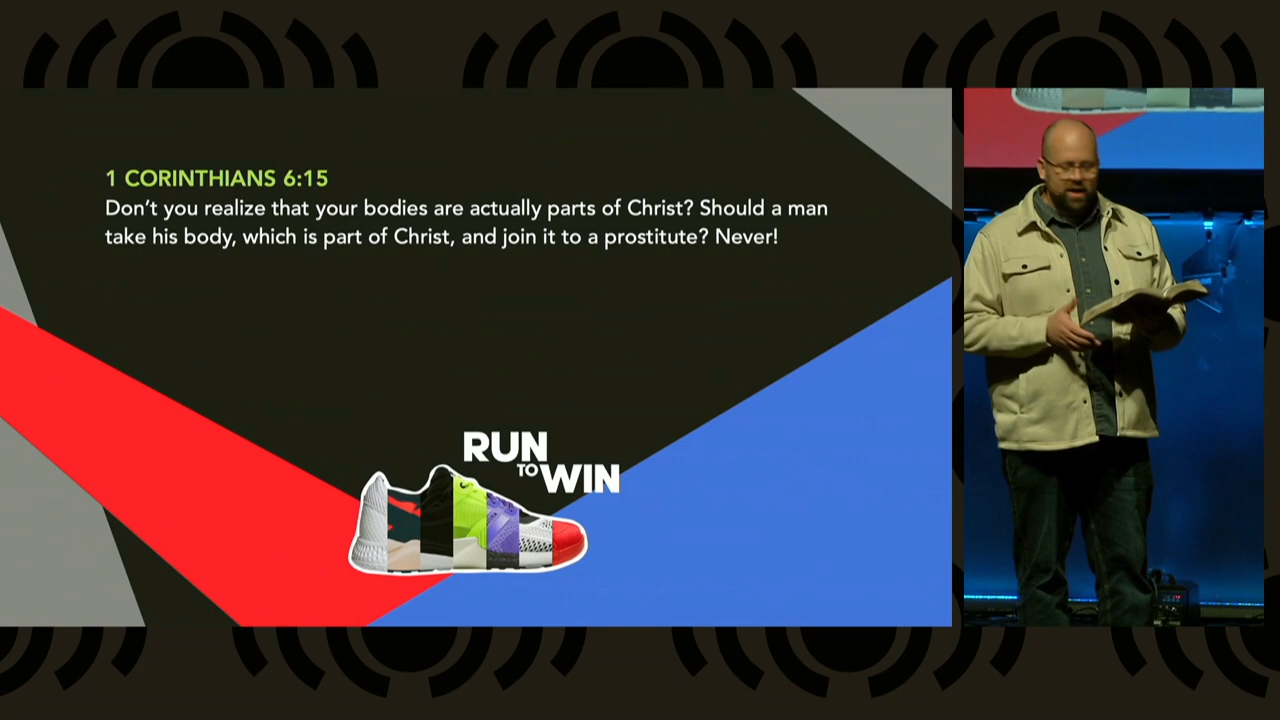 1 CORINTHIANS 6:15
Don't you realize that your bodies are actually parts of Christ? Should a man
take his body, which is part of Christ, and join it to a prostitute? Never!
RUN
TO WIN